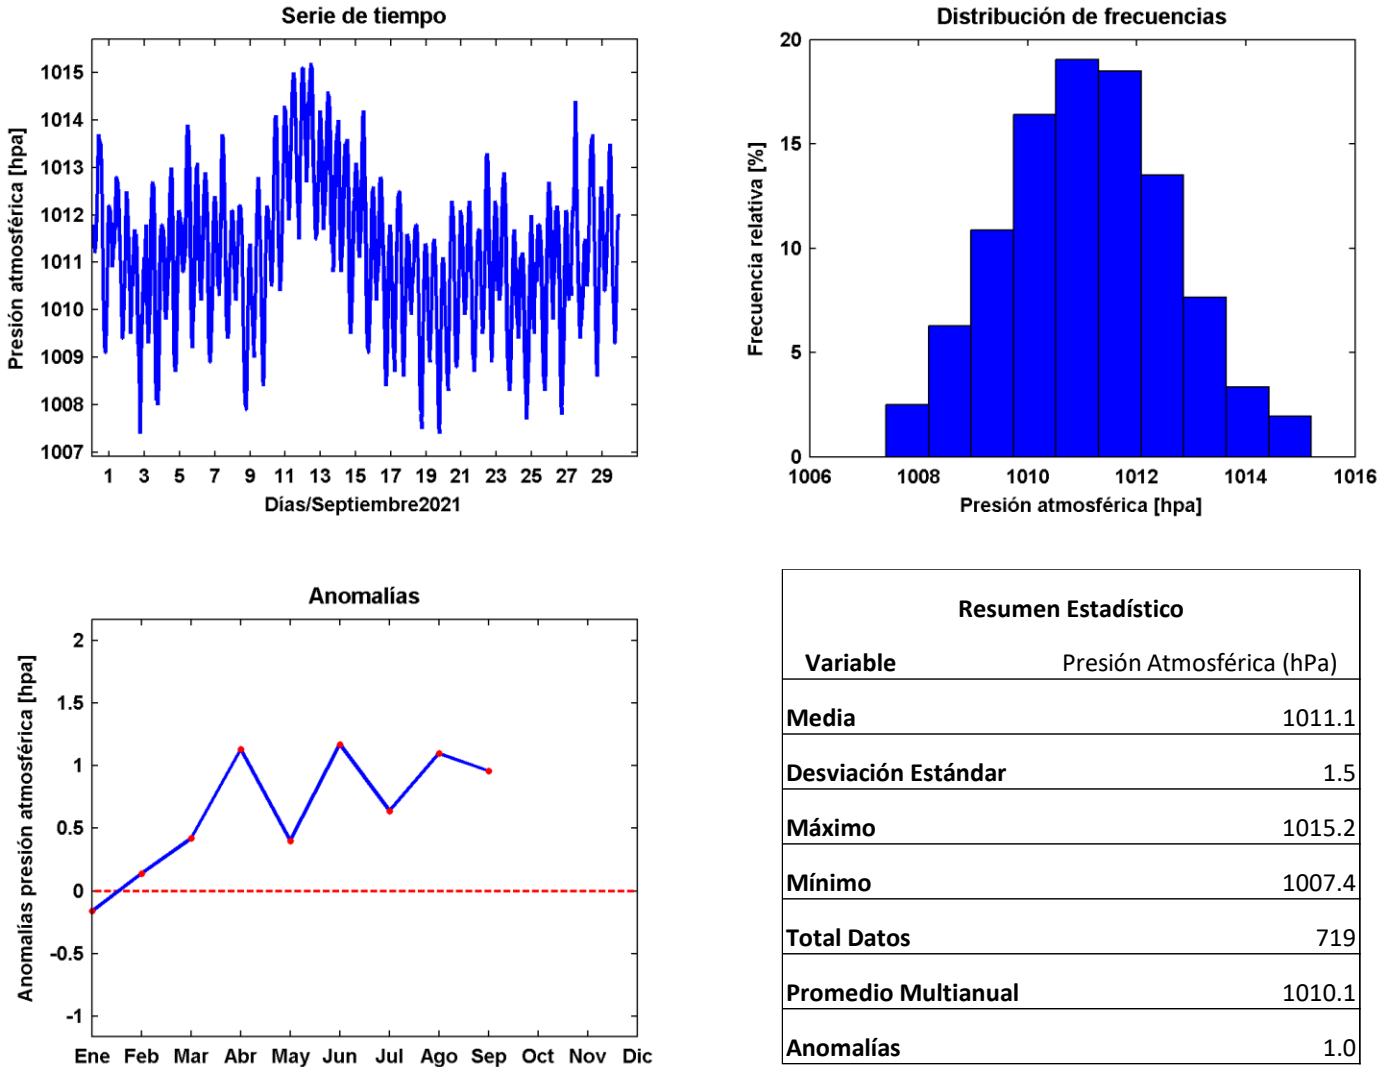 Serie de tiempo
Presión atmosférica [hpa]
1015
1014
1013
1012
1011
1010
1009
1008
1007
1 3 5 7 9 11 13 15 17 19 21 23 25 27 29
Días/Septiembre2021
Distribución de frecuencias
Frecuencia relativa [%]
20
15
10
5
0
1006 1008 1010 1012 1014 1016
Presión atmosférica [hpa]
Anomalías
Anomalías presión atmosférica [hpa]
2
1.5
1
0.5
0
-0.5
-1
Ene Feb Mar Abr May Jun Jul Ago Sep Oct Nov Dic
Resumen Estadístico
Variable Presión Atmosférica (hPa)
Media 1011.1
Desviación Estándar 1.5
Máximo 1015.2
Mínimo 1007.4
Total Datos 719
Promedio Multianual 1010.1
Anomalías 1.0